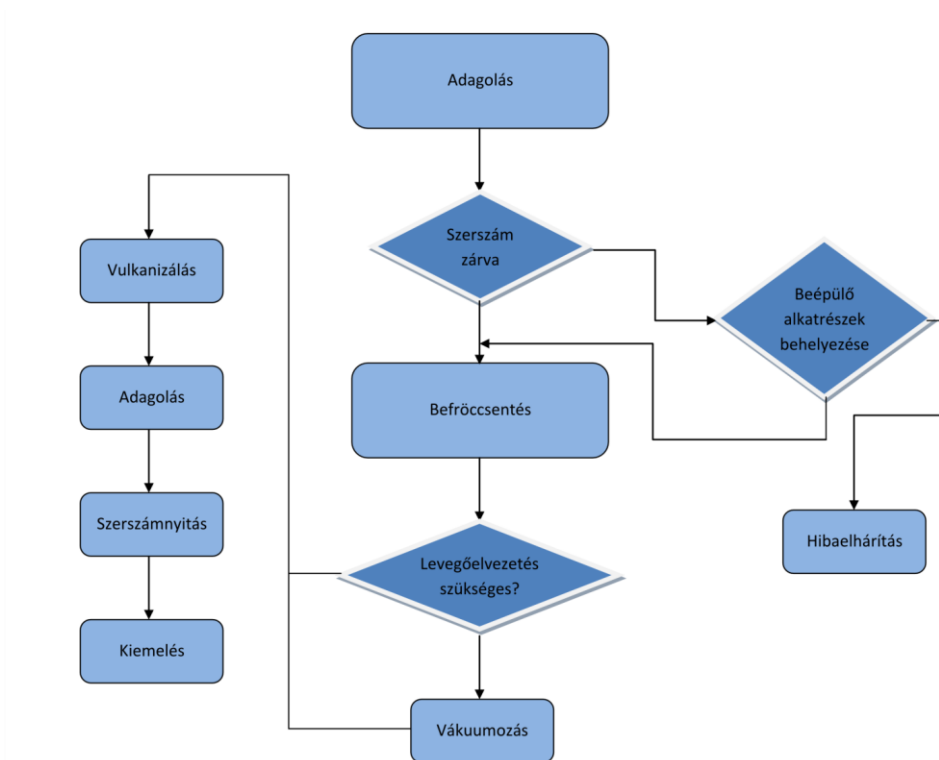 Adagolás
Szerszám
zárva
Beépülő
alkatrészek
behelyezése
Vulkanizálás
Adagolás
Befröccsentés
Szerszámnyitás
Hibaelhárítás
Levegőelvezetés
szükséges?
Kiemelés
Vákuumozás